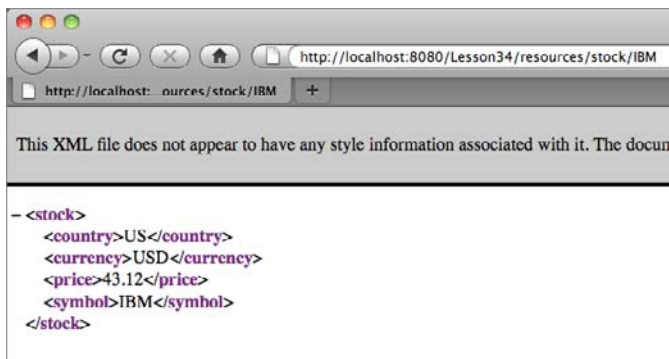 http://localhost:8080/Lesson34/resources/stock/IBM
http://localhost:...ources/stock/IBM
This XML file does not appear to have any style information associated with it. The docum
– <stock>
<country>US</country>
<currency>USD</currency>
<price>43.12</price>
<symbol>IBM</symbol>
</stock>